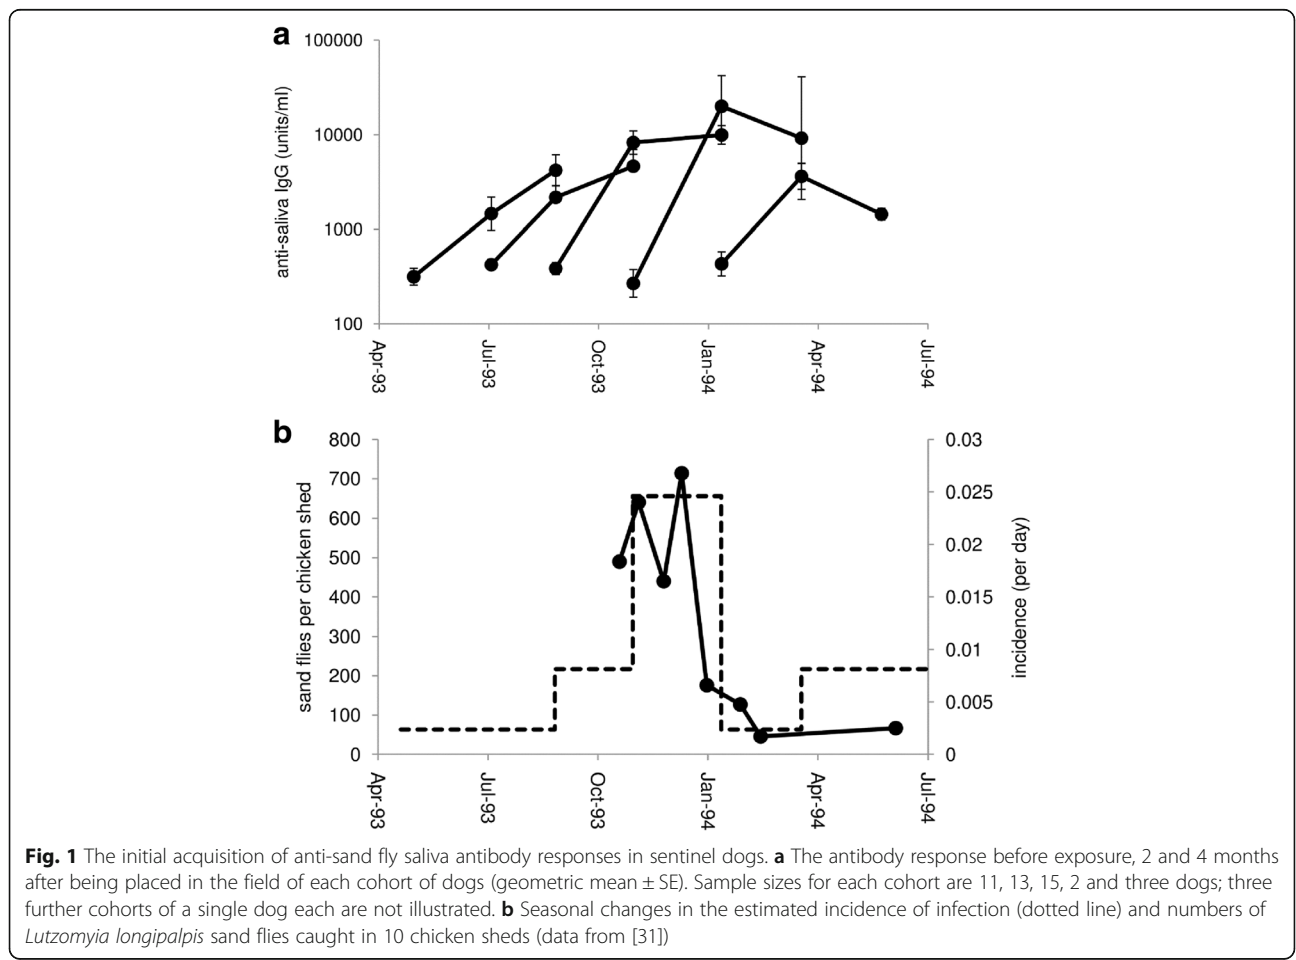 a
100000
10000
1000
100
anti-saliva IgG (units/ml)
Apr-93
Jul-93
Oct-93
Jan-94
Apr-94
Jul-94
b
800
700
600
500
400
300
200
100
0
sand flies per chicken shed
0.03
0.025
0.02
0.015
0.01
0.005
0
incidence (per day)
Apr-93
Jul-93
Oct-93
Jan-94
Apr-94
Jul-94
Fig. 1 The initial acquisition of anti-sand fly saliva antibody responses in sentinel dogs. a The antibody response before exposure, 2 and 4 months
after being placed in the field of each cohort of dogs (geometric mean ± SE). Sample sizes for each cohort are 11, 13, 15, 2 and three dogs; three
further cohorts of a single dog each are not illustrated. b Seasonal changes in the estimated incidence of infection (dotted line) and numbers of
Lutzomyia longipalpis sand flies caught in 10 chicken sheds (data from [31])